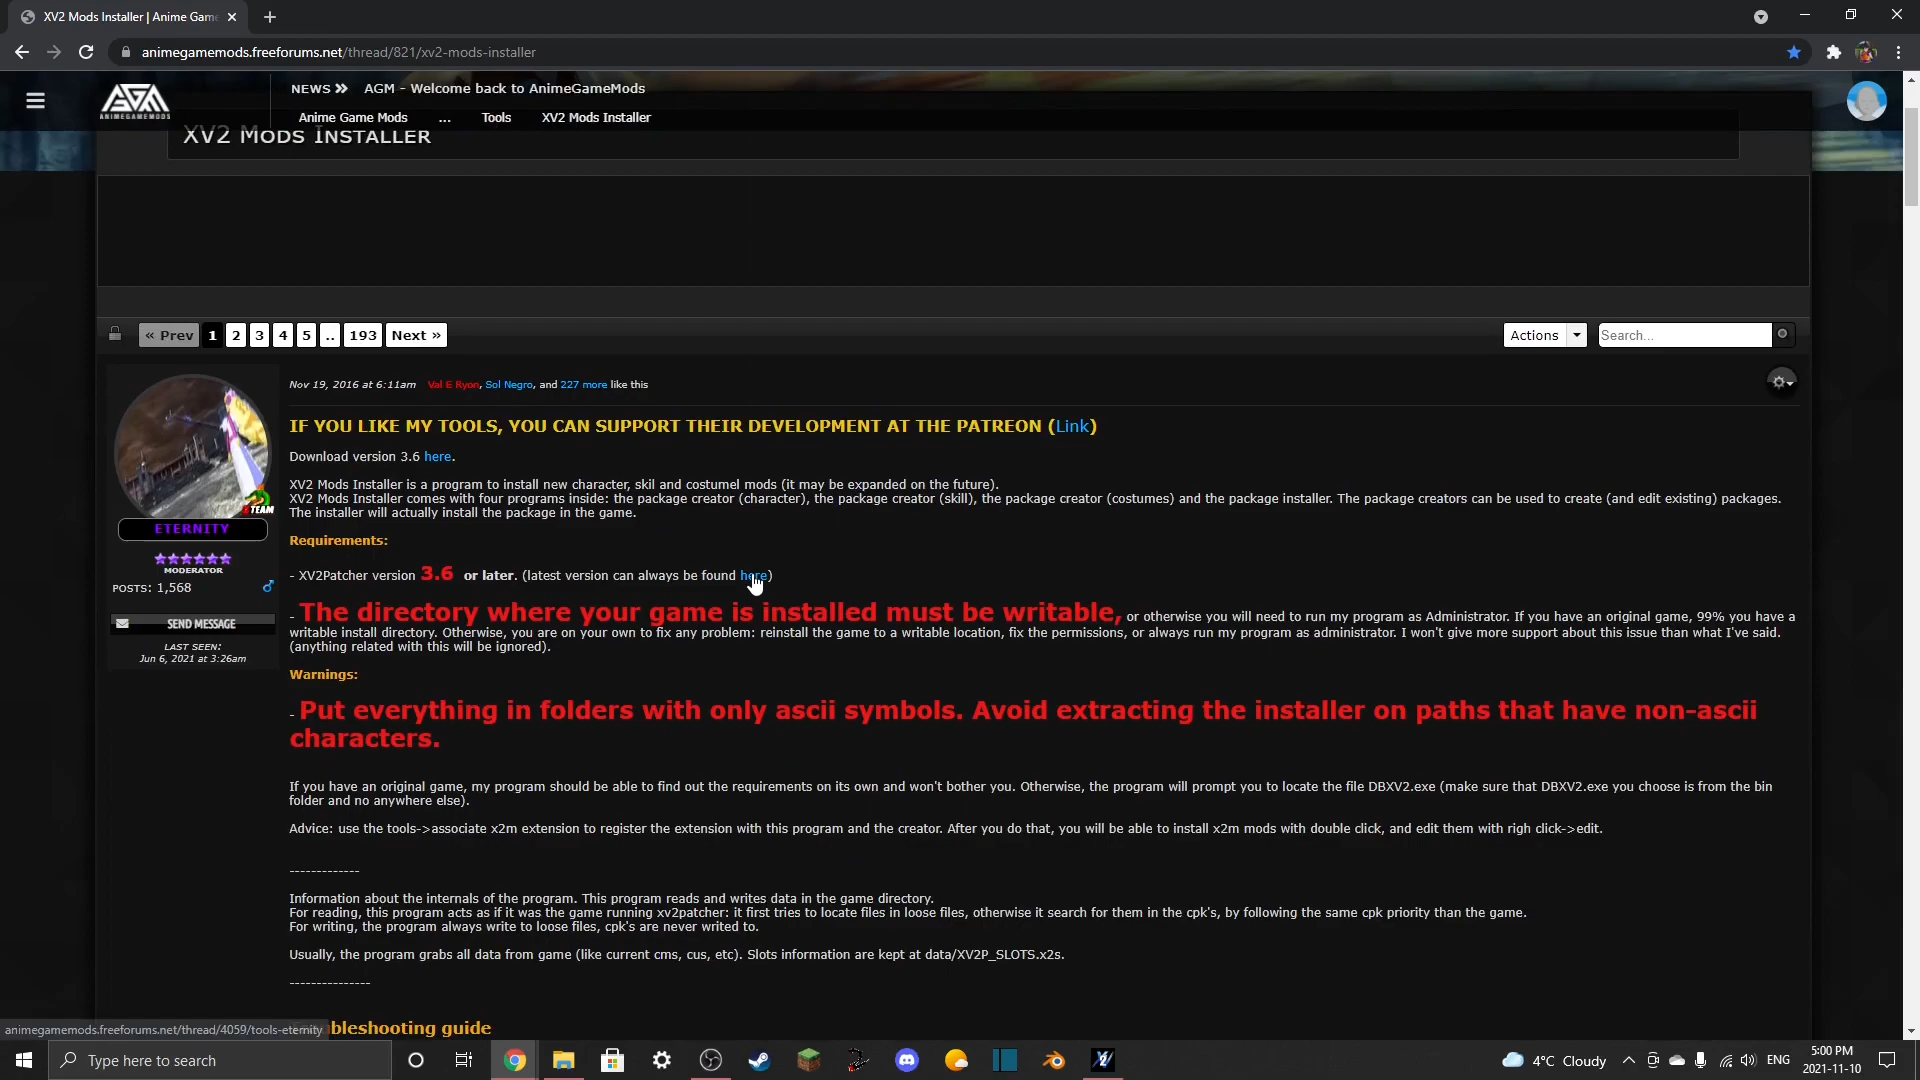 XV2 Mods Installer | Anime Game
animegamemods.freeforums.net/thread/821/xv2-mods-installer
NEWS AGM - Welcome back to AnimeGameMods
ANIMEGAMEMODS
Anime Game Mods ... Tools XV2 Mods Installer
XV2 Mods Installer
« Prev 1 2 3 4 5 .. 193 Next »
Actions Search...
Nov 19, 2016 at 6:11am Val E Ryon, Sol Negro, and 227 more like this
IF YOU LIKE MY TOOLS, YOU CAN SUPPORT THEIR DEVELOPMENT AT THE PATREON (Link)
Download version 3.6 here.
XV2 Mods Installer is a program to install new character, skil and costumel mods (it may be expanded on the future).
XV2 Mods Installer comes with four programs inside: the package creator (character), the package creator (skill), the package creator (costumes) and the package installer. The package creators can be used to create (and edit existing) packages.
The installer will actually install the package in the game.
TEAM
ETERNITY
MODERATOR
POSTS: 1,568
SEND MESSAGE
LAST SEEN:
Jun 6, 2021 at 3:26am
Requirements:
- XV2Patcher version 3.6 or later. (latest version can always be found here)
- The directory where your game is installed must be writable, or otherwise you will need to run my program as Administrator. If you have an original game, 99% you have a
writable install directory. Otherwise, you are on your own to fix any problem: reinstall the game to a writable location, fix the permissions, or always run my program as administrator. I won't give more support about this issue than what I've said.
(anything related with this will be ignored).
Warnings:
- Put everything in folders with only ascii symbols. Avoid extracting the installer on paths that have non-ascii
characters.
If you have an original game, my program should be able to find out the requirements on its own and won't bother you. Otherwise, the program will prompt you to locate the file DBXV2.exe (make sure that DBXV2.exe you choose is from the bin
folder and no anywhere else).
Advice: use the tools->associate x2m extension to register the extension with this program and the creator. After you do that, you will be able to install x2m mods with double click, and edit them with righ click->edit.
-------------
Information about the internals of the program. This program reads and writes data in the game directory.
For reading, this program acts as if it was the game running xv2patcher: it first tries to locate files in loose files, otherwise it search for them in the cpk's, by following the same cpk priority than the game.
For writing, the program always write to loose files, cpk's are never writed to.
Usually, the program grabs all data from game (like current cms, cus, etc). Slots information are kept at data/XV2P_SLOTS.x2s.
---------------
bleshooting guide
animegamemods.freeforums.net/thread/4059/tools-eternity
Type here to search
4°C Cloudy
ENG
5:00 PM
2021-11-10